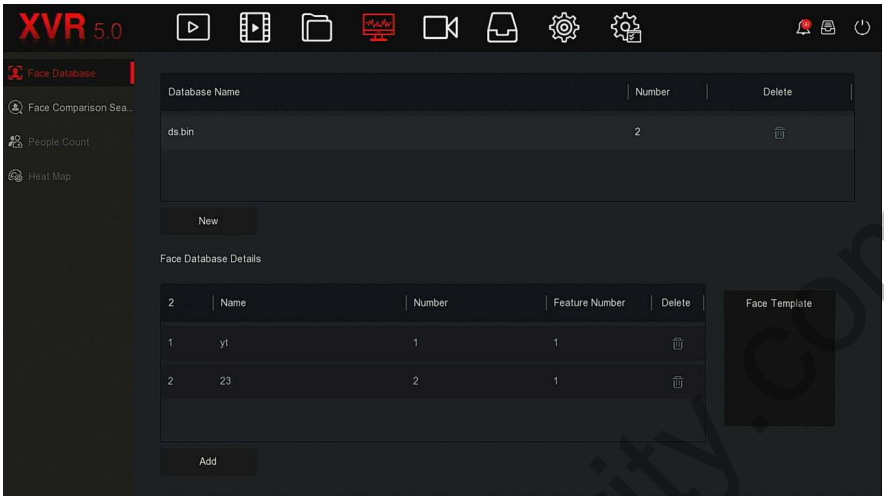 XVR 5.0
Face Database
Face Comparison Sea...
People Count
Heat Map
Database Name Number Delete
ds.bin 2
New
Face Database Details
2 Name Number Feature Number Delete
1 yt 1 1
2 23 2 1
Face Template
Add